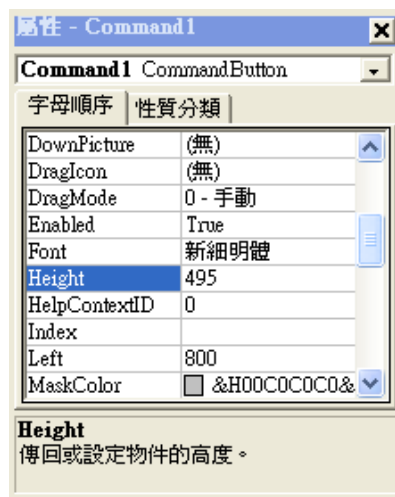 屬性 - Command1
Command1 CommandButton
字母順序 性質分類
DownPicture (無)
DragIcon (無)
DragMode 0 - 手動
Enabled True
Font 新細明體
Height 495
HelpContextID 0
Index
Left 800
MaskColor &H00C0C0C0&
Height
傳回或設定物件的高度。